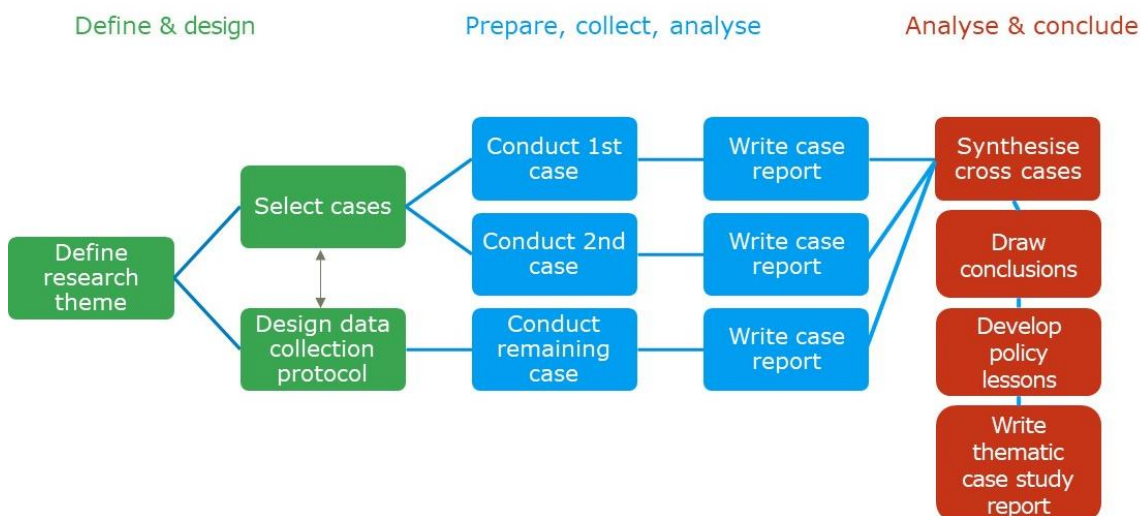 Define & design
Prepare, collect, analyse
Analyse & conclude
Define
research
theme
Select cases
Design data
collection
protocol
Conduct 1st
case
Write case
report
Conduct 2nd
case
Write case
report
Conduct
remaining
case
Write case
report
Synthesise
cross cases
Draw
conclusions
Develop
policy
lessons
Write
thematic
case study
report